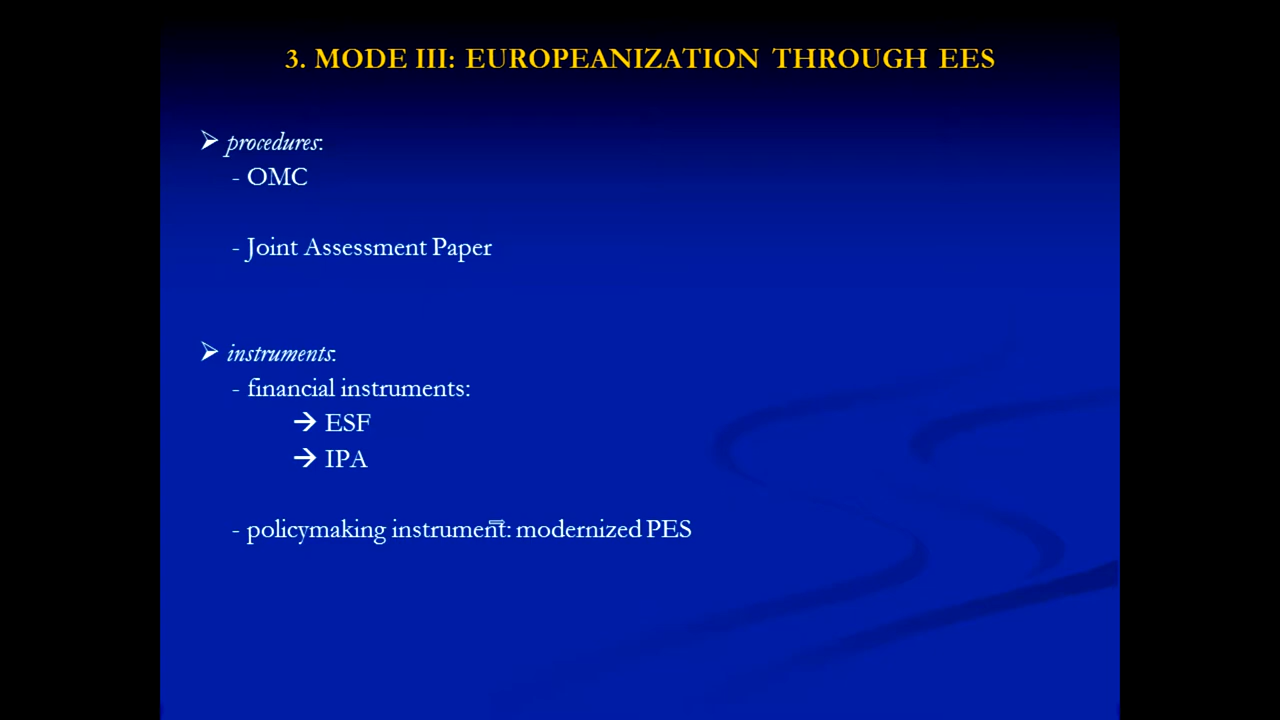 3. MODE III: EUROPEANIZATION THROUGH EES
➢ procedures:
- OMC
- Joint Assessment Paper
➢ instruments:
- financial instruments:
→ ESF
→ IPA
- policymaking instrument: modernized PES